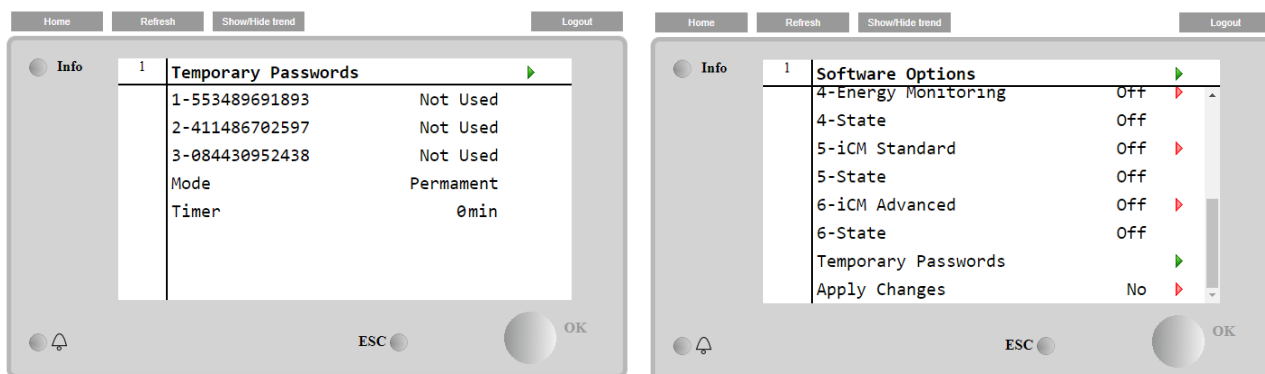 Home Refresh Show/Hide trend Logout
Info
1 Temporary Passwords
1-553489691893 Not Used
2-411486702597 Not Used
3-084430952438 Not Used
Mode Permament
Timer 0min
ESC
OK
Home Refresh Show/Hide trend Logout
Info
1 Software Options
4-Energy Monitoring Off
4-State Off
5-iCM Standard Off
5-State Off
6-iCM Advanced Off
6-State Off
Temporary Passwords
Apply Changes No
ESC
OK